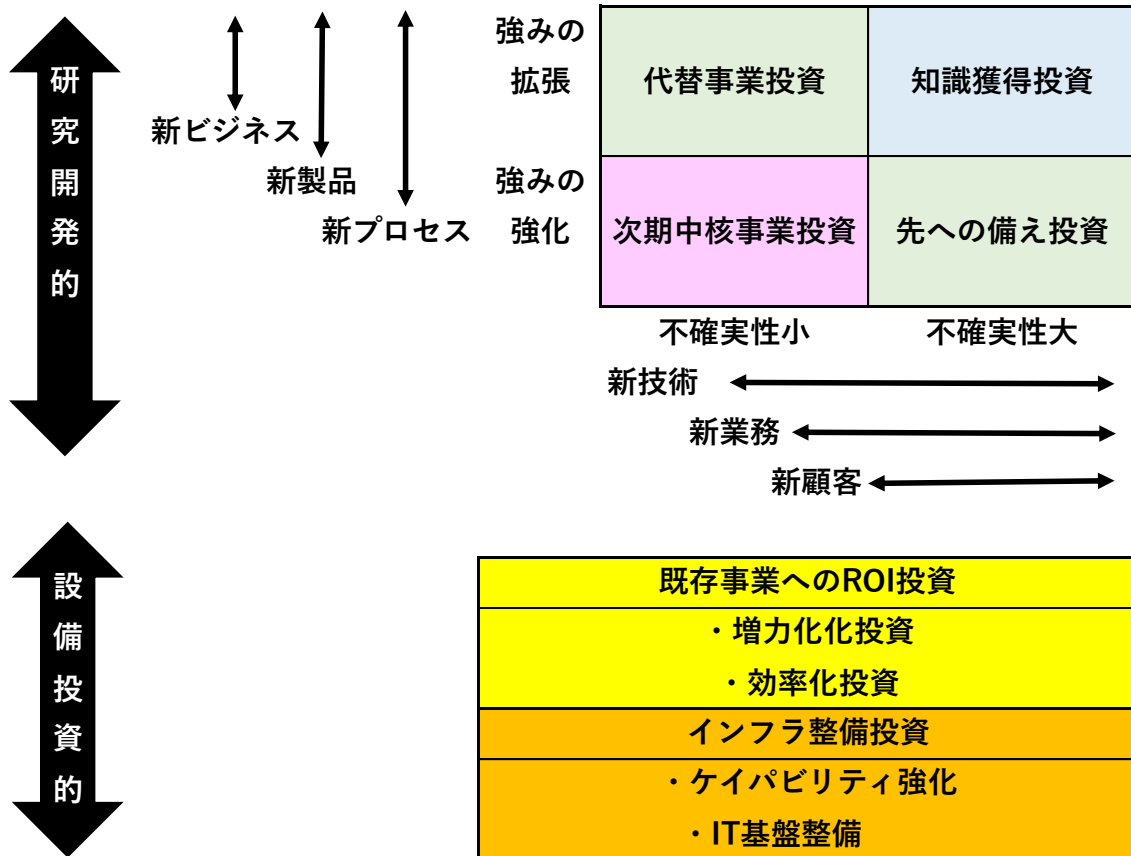 研究開発的
強みの
拡張
代替事業投資
知識獲得投資
新ビジネス
新製品
新プロセス
強みの
強化
次期中核事業投資
先への備え投資
不確実性小
不確実性大
新技術
新業務
新顧客
設備投資的
既存事業へのROI投資
・増力化化投資
・効率化投資
インフラ整備投資
・ケイパビリティ強化
・IT基盤整備